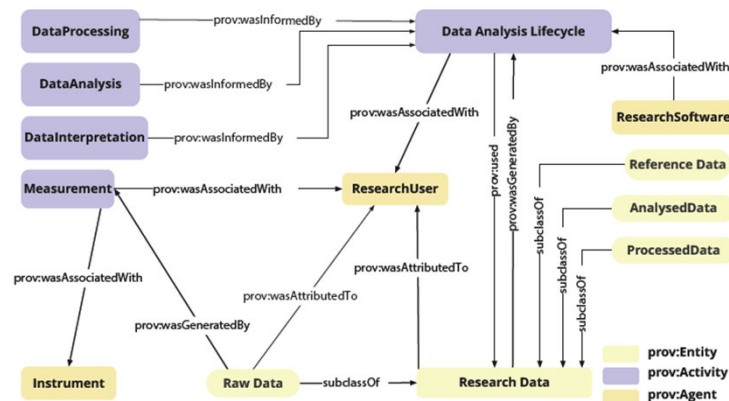 DataProcessing
prov:wasInformedBy
Data Analysis Lifecycle
DataAnalysis
prov:wasInformedBy
prov:wasAssociatedWith
ResearchSoftware
DataInterpretation
prov:wasInformedBy
prov:wasAssociatedWith
prov:used
prov:wasGeneratedBy
Reference Data
Measurement
prov:wasAssociatedWith
ResearchUser
subclassOf
AnalysedData
subclassOf
ProcessedData
subclassOf
prov:wasAssociatedWith
prov:wasAttributedTo
prov:wasAttributedTo
prov:wasGeneratedBy
Instrument
Raw Data
subclassOf
Research Data
prov:Entity
prov:Activity
prov:Agent